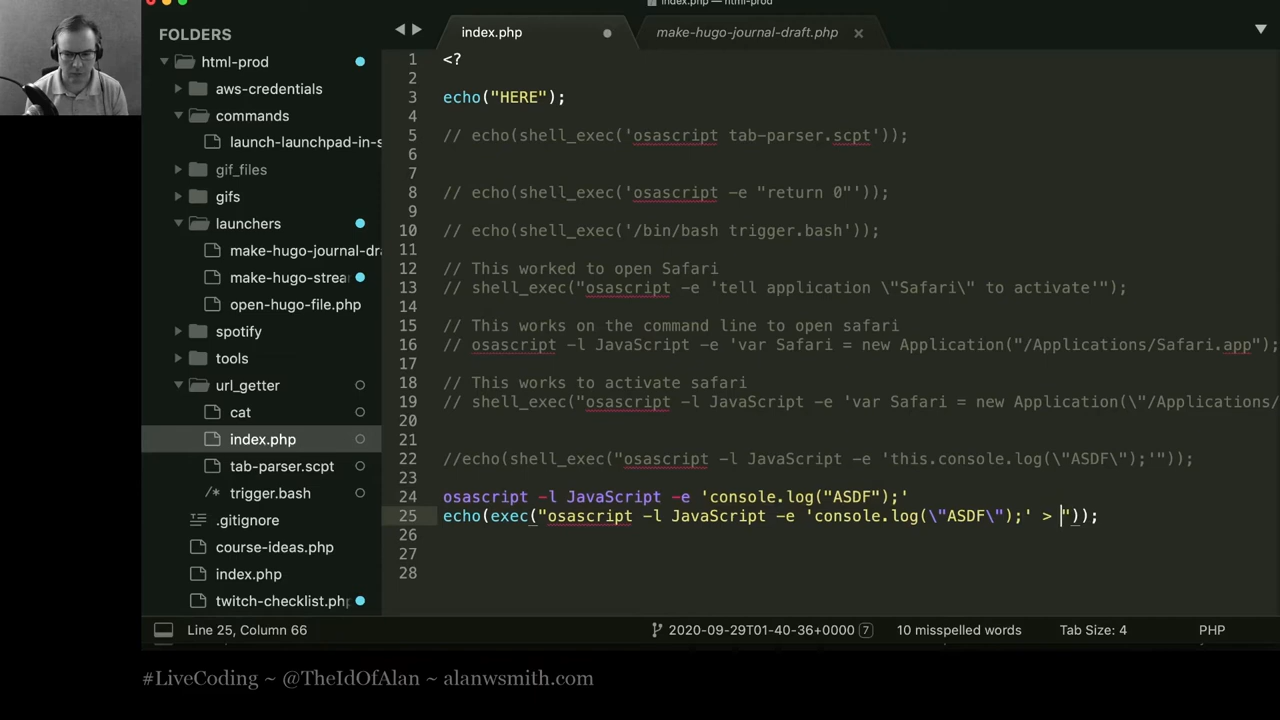 index.php — html-prod
FOLDERS
html-prod
aws-credentials
commands
launch-launchpad-in-s
gif_files
gifs
launchers
make-hugo-journal-dra
make-hugo-strea
open-hugo-file.php
spotify
tools
url_getter
cat
index.php
tab-parser.scpt
/* trigger.bash
.gitignore
course-ideas.php
index.php
twitch-checklist.php
index.php
make-hugo-journal-draft.php
1 <?
2
3 echo("HERE");
4
5 // echo(shell_exec('osascript tab-parser.scpt'));
6
7
8 // echo(shell_exec('osascript -e "return 0"'));
9
10 // echo(shell_exec('/bin/bash trigger.bash'));
11
12 // This worked to open Safari
13 // shell_exec("osascript -e 'tell application \"Safari\" to activate'");
14
15 // This works on the command line to open safari
16 // osascript -l JavaScript -e 'var Safari = new Application("/Applications/Safari.app");
17
18 // This works to activate safari
19 // shell_exec("osascript -l JavaScript -e 'var Safari = new Application(\"/Applications/
20
21
22 //echo(shell_exec("osascript -l JavaScript -e 'this.console.log(\"ASDF\");'"));
23
24 osascript -l JavaScript -e 'console.log("ASDF");'
25 echo(exec("osascript -l JavaScript -e 'console.log(\"ASDF\");' > "));
26
27
28
Line 25, Column 66
2020-09-29T01-40-36+0000 7
10 misspelled words
Tab Size: 4
PHP
#LiveCoding ~ @TheIdOfAlan ~ alanwsmith.com